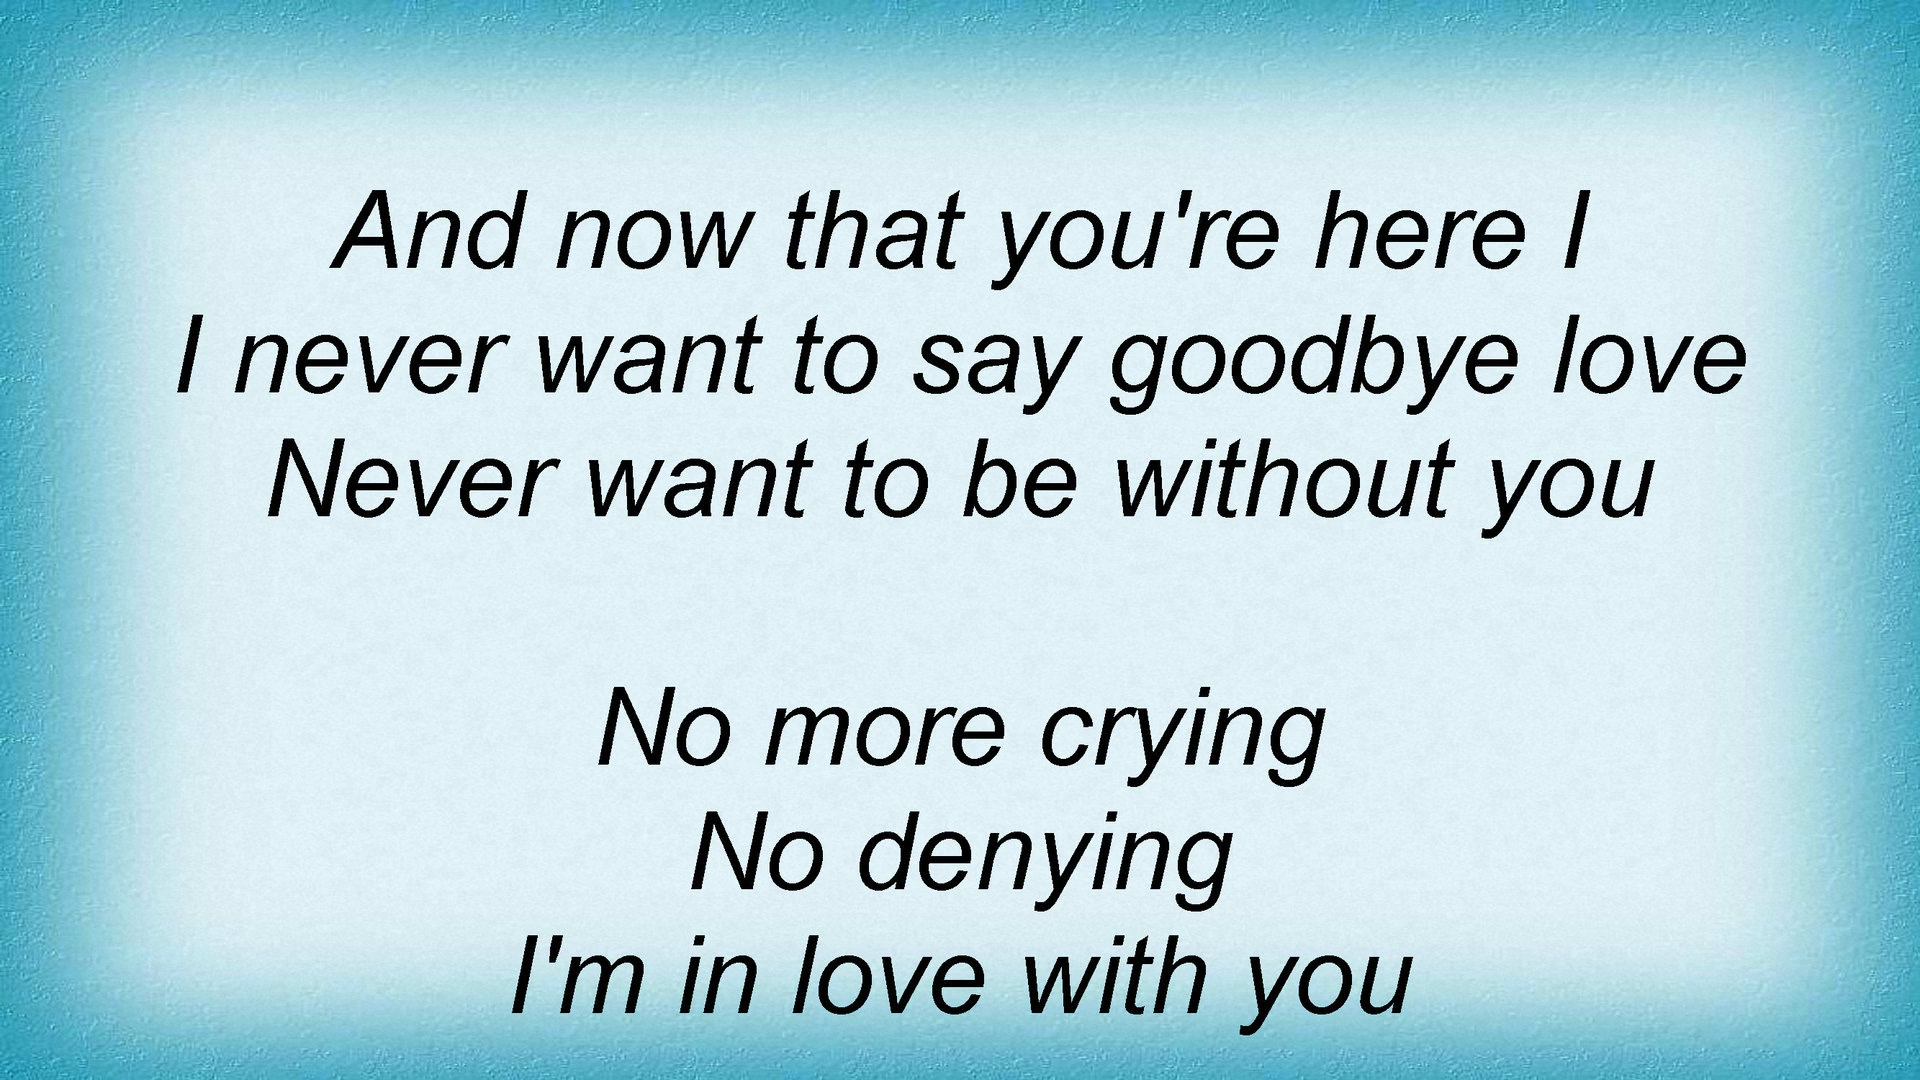 And now that you're here I
I never want to say goodbye love
Never want to be without you
No more crying
No denying
I'm in love with you